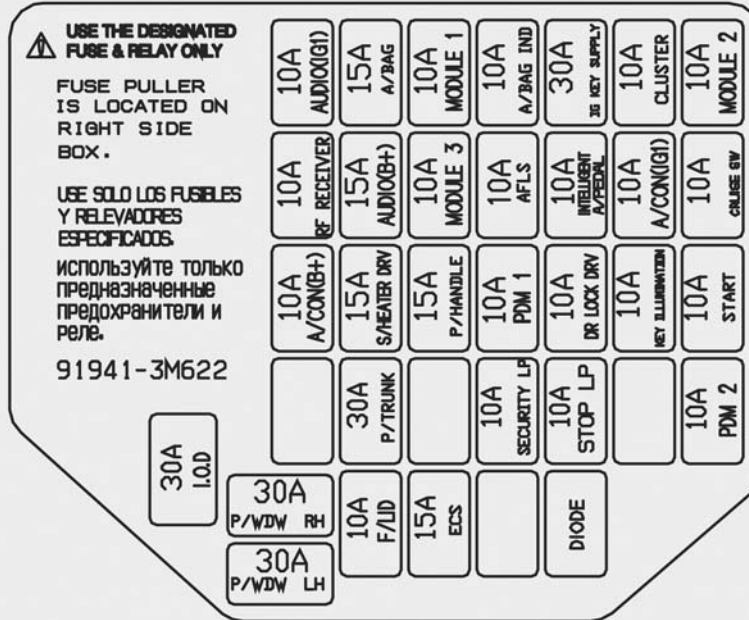 USE THE DESIGNATED
FUSE & RELAY ONLY
FUSE PULLER
IS LOCATED ON
RIGHT SIDE
BOX.
USE SOLO LOS FUSIBLES
Y RELEVADORES
ESPECIFICADOS.
используйте только
предназначенные
предохранители и
реле.
91941-3M622
10A AUDIO(IG1)
15A A/BAG
10A MODULE 1
10A A/BAG IND
30A IG KEY SUPPLY
10A CLUSTER
10A MODULE 2
10A RF RECEIVER
15A AUDIO(B+)
10A MODULE 3
10A AFLS
10A INTELLIGENT A/PEDAL
10A A/CON(IG1)
10A CRUISE SW
10A A/CON(B+)
15A S/HEATER DRV
15A P/HANDLE
10A PDM 1
10A DR LOCK DRV
10A KEY ILLUMINATION
10A START
30A P/TRUNK
10A SECURITY LP
10A STOP LP
10A PDM 2
30A I.O.D
30A
P/WDW RH
10A F/LID
15A ECS
DIODE
30A
P/WDW LH